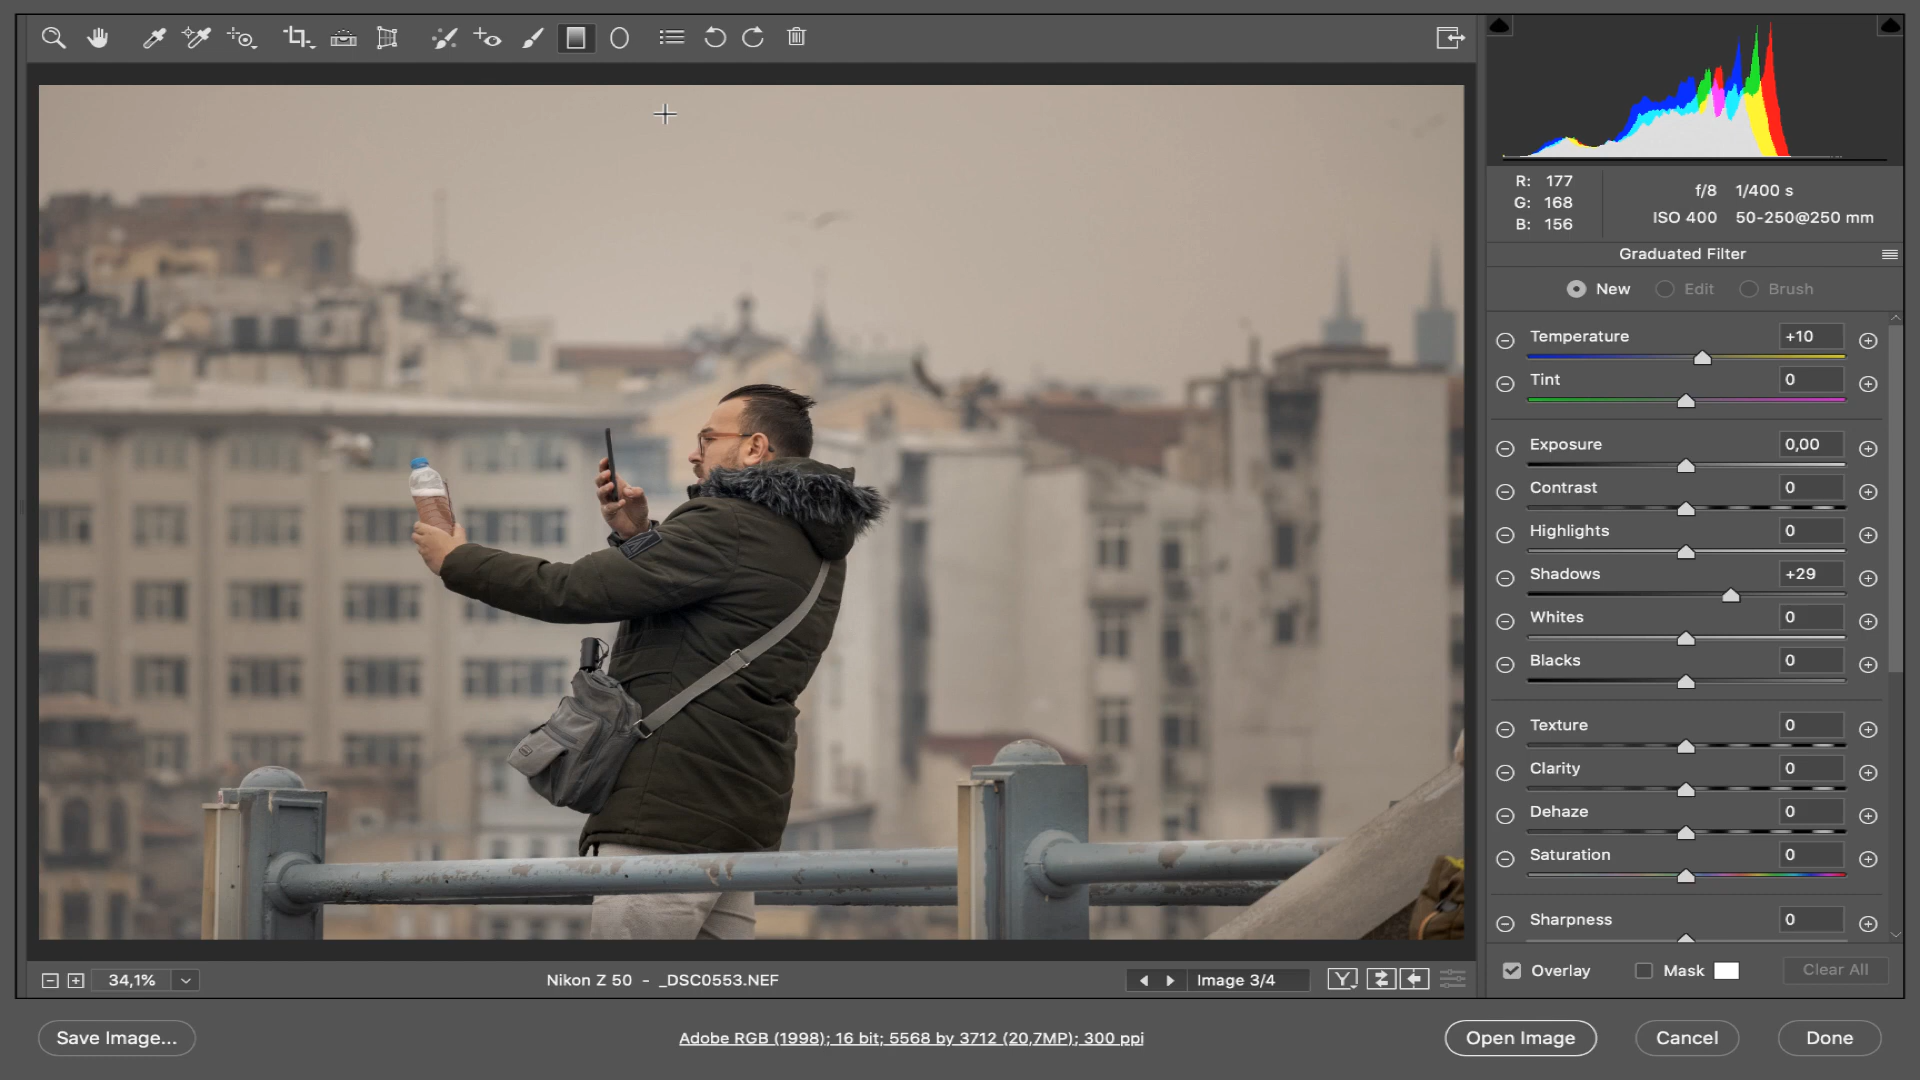 R: 177
G: 168
B: 156
f/8 1/400 s
ISO 400 50-250@250 mm
Graduated Filter
New Edit Brush
Temperature +10
Tint 0
Exposure 0,00
Contrast 0
Highlights 0
Shadows +29
Whites 0
Blacks 0
Texture 0
Clarity 0
Dehaze 0
Saturation 0
Sharpness 0
Overlay Mask Clear All
34,1% Nikon Z 50 - _DSC0553.NEF Image 3/4 Y
Save Image... Adobe RGB (1998); 16 bit; 5568 by 3712 (20,7MP); 300 ppi Open Image Cancel Done